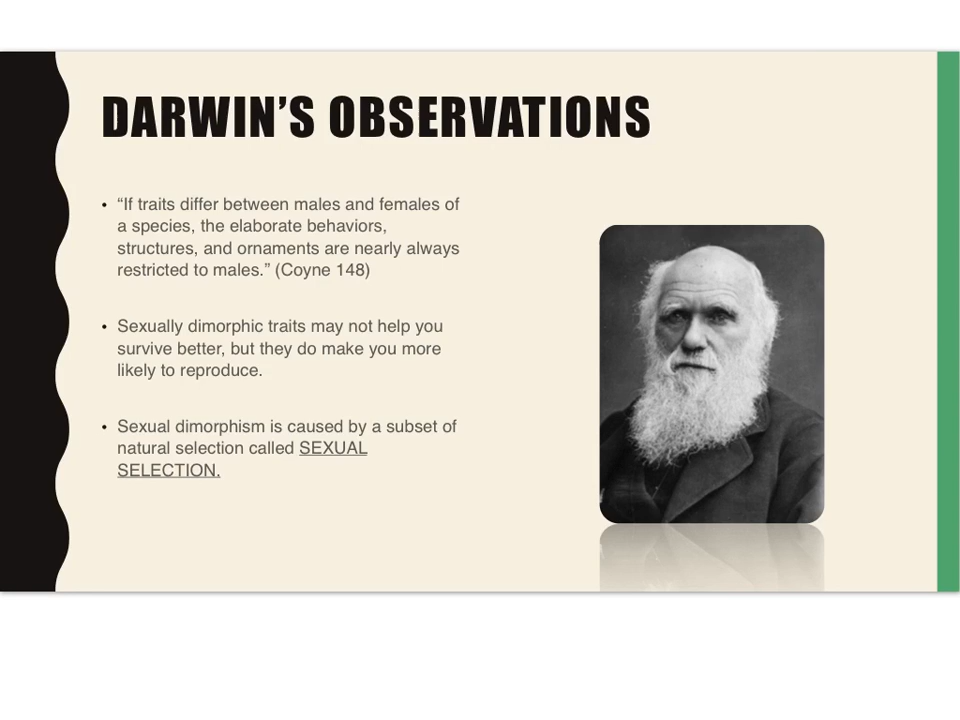 DARWIN’S OBSERVATIONS
• “If traits differ between males and females of
a species, the elaborate behaviors,
structures, and ornaments are nearly always
restricted to males.” (Coyne 148)
• Sexually dimorphic traits may not help you
survive better, but they do make you more
likely to reproduce.
• Sexual dimorphism is caused by a subset of
natural selection called SEXUAL
SELECTION.